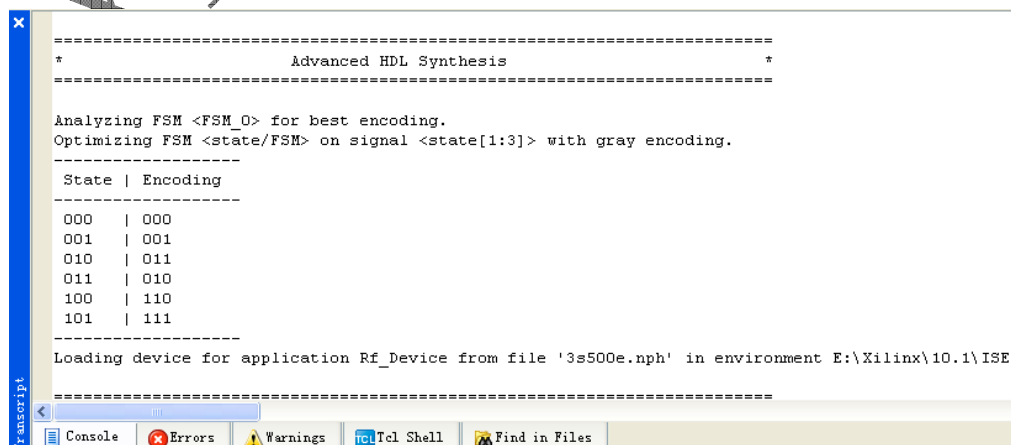 =========================================================================
* Advanced HDL Synthesis *
=========================================================================
Analyzing FSM <FSM_0> for best encoding.
Optimizing FSM <state/FSM> on signal <state[1:3]> with gray encoding.
-------------------
State | Encoding
-------------------
000 | 000
001 | 001
010 | 011
011 | 010
100 | 110
101 | 111
-------------------
Loading device for application Rf_Device from file '3s500e.nph' in environment E:\Xilinx\10.1\ISE
=========================================================================
ranscript
Console Errors Warnings TCL Tcl Shell Find in Files